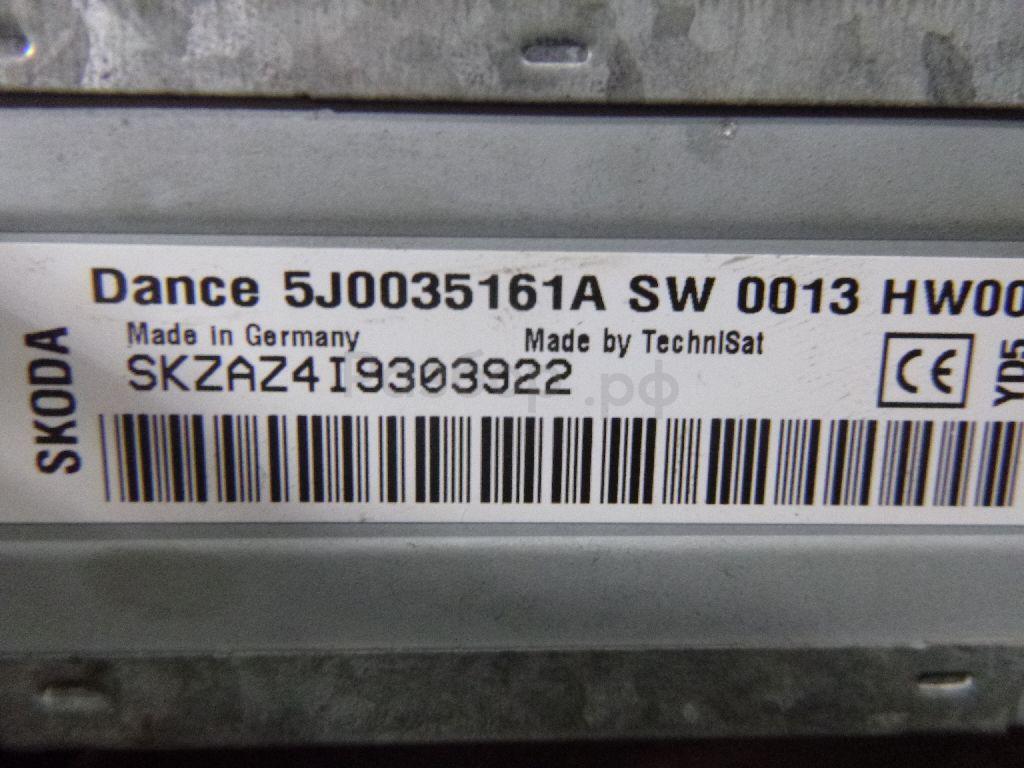 Dance 5J0035161A SW 0013 HW00
Made in Germany
Made by TechniSat
SKZAZ4I9303922
SKODA
CE
YD5